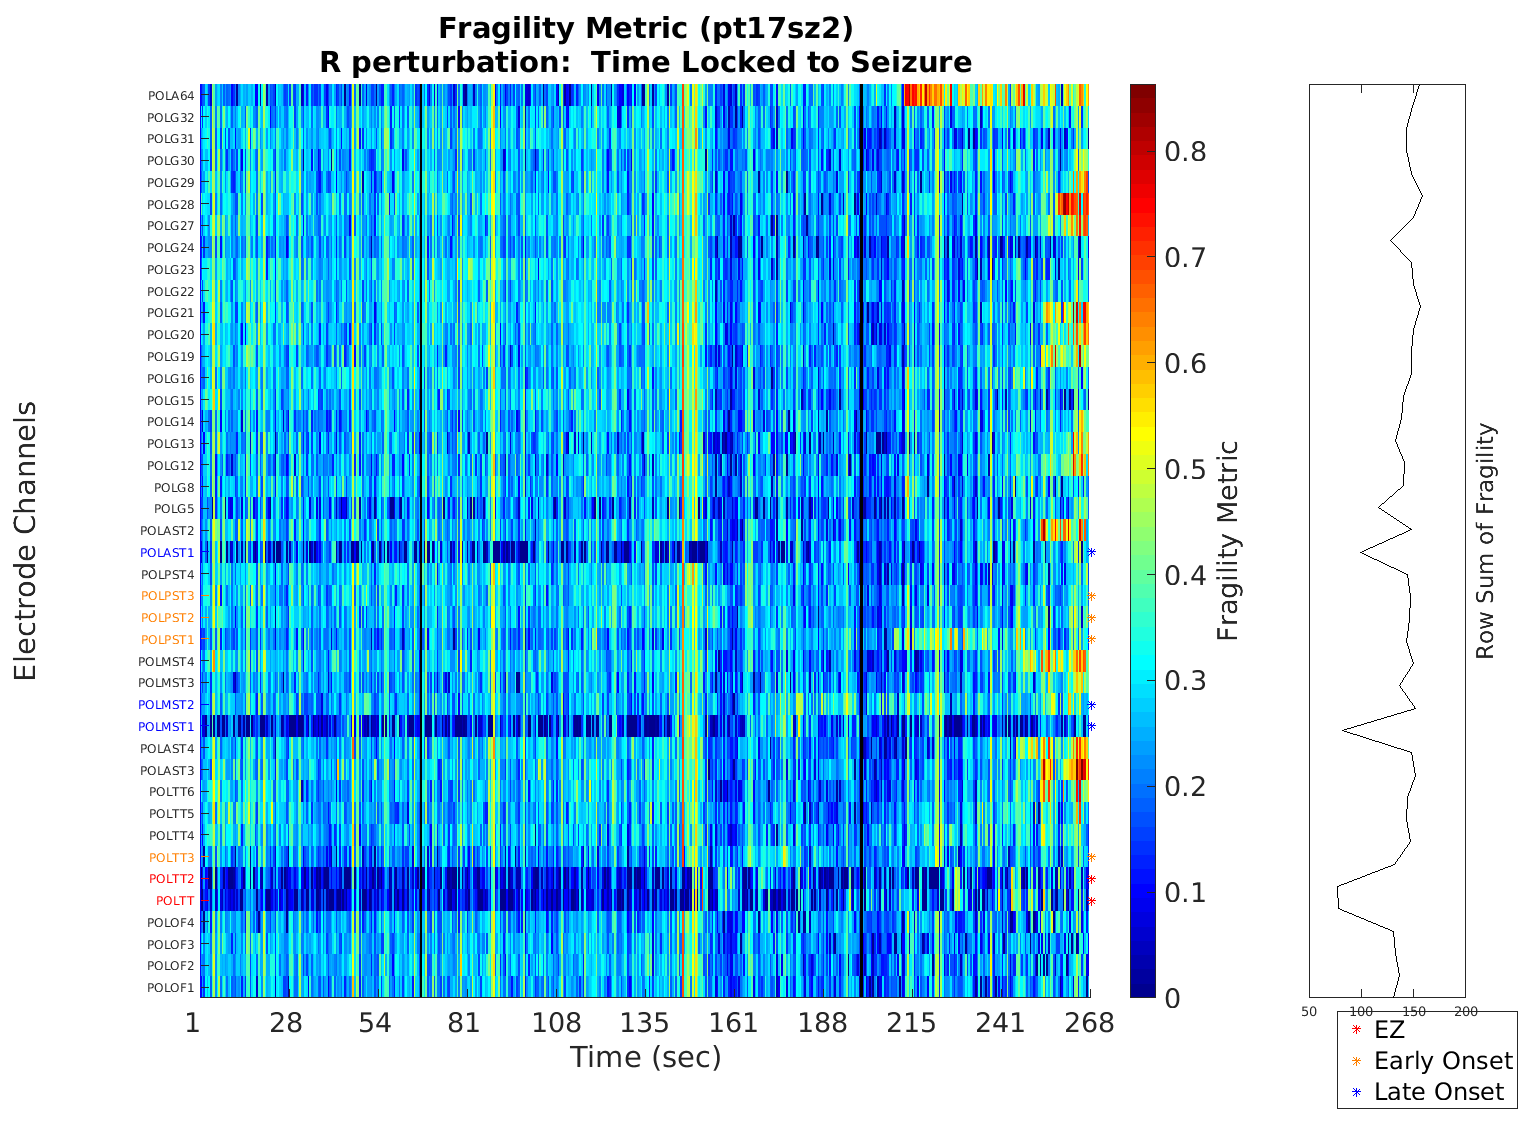 Fragility Metric (pt17sz2)
R perturbation:  Time Locked to Seizure
Electrode Channels
POLA64
POLG32
POLG31
POLG30
POLG29
POLG28
POLG27
POLG24
POLG23
POLG22
POLG21
POLG20
POLG19
POLG16
POLG15
POLG14
POLG13
POLG12
POLG8
POLG5
POLAST2
POLAST1
POLPST4
POLPST3
POLPST2
POLPST1
POLMST4
POLMST3
POLMST2
POLMST1
POLAST4
POLAST3
POLTT6
POLTT5
POLTT4
POLTT3
POLTT2
POLTT
POLOF4
POLOF3
POLOF2
POLOF1
1 28 54 81 108 135 161 188 215 241 268
Time (sec)
0.8
0.7
0.6
0.5
0.4
0.3
0.2
0.1
0
Fragility Metric
50 100 150 200
Row Sum of Fragility
EZ
Early Onset
Late Onset